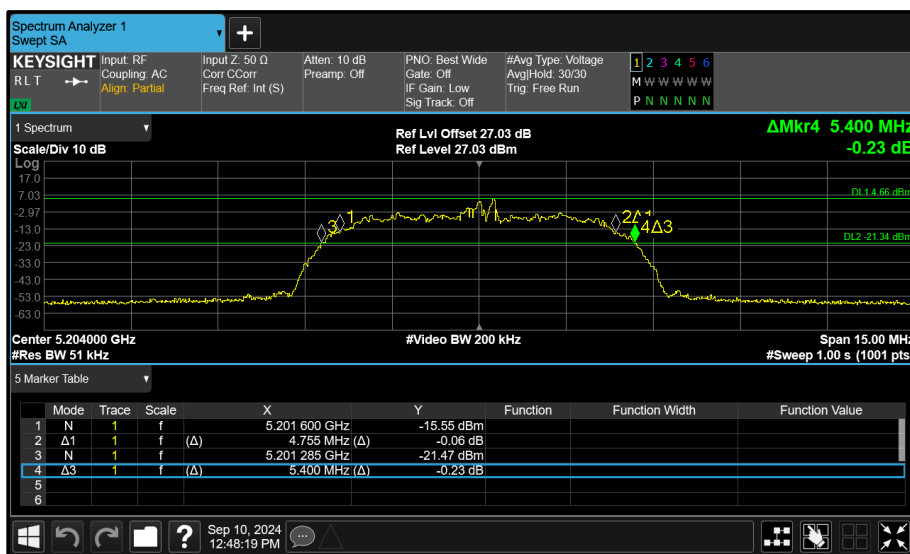 Spectrum Analyzer 1
Swept SA
KEYSIGHT
R L T
LXI
Input: RF
Coupling: AC
Align: Partial
Input Z: 50 Ω
Corr CCorr
Freq Ref: Int (S)
Atten: 10 dB
Preamp: Off
PNO: Best Wide
Gate: Off
IF Gain: Low
Sig Track: Off
#Avg Type: Voltage
Avg|Hold: 30/30
Trig: Free Run
1 2 3 4 5 6
M W W W W W
P N N N N N
1 Spectrum
Scale/Div 10 dB
Ref Lvl Offset 27.03 dB
Ref Level 27.03 dBm
ΔMkr4 5.400 MHz
-0.23 dB
Log
17.0
7.03
-2.97
-13.0
-23.0
-33.0
-43.0
-53.0
-63.0
DL1 4.66 dBm
DL2 -21.34 dBm
3
1
2Δ1
4Δ3
Center 5.204000 GHz
#Video BW 200 kHz
Span 15.00 MHz
#Res BW 51 kHz
#Sweep 1.00 s (1001 pts
5 Marker Table
Mode Trace Scale X Y Function Function Width Function Value
1 N 1 f 5.201 600 GHz -15.55 dBm
2 Δ1 1 f (Δ) 4.755 MHz (Δ) -0.06 dB
3 N 1 f 5.201 285 GHz -21.47 dBm
4 Δ3 1 f (Δ) 5.400 MHz (Δ) -0.23 dB
5
6
?
Sep 10, 2024
12:48:19 PM